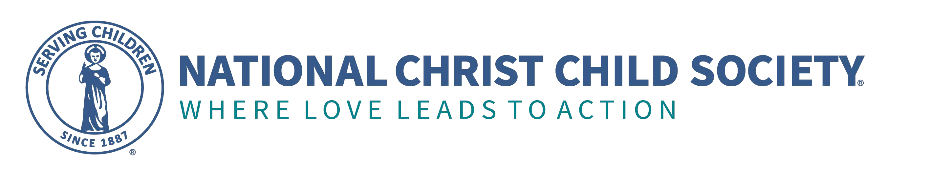 SERVING CHILDREN
SINCE 1887
®
NATIONAL CHRIST CHILD SOCIETY®
WHERE LOVE LEADS TO ACTION